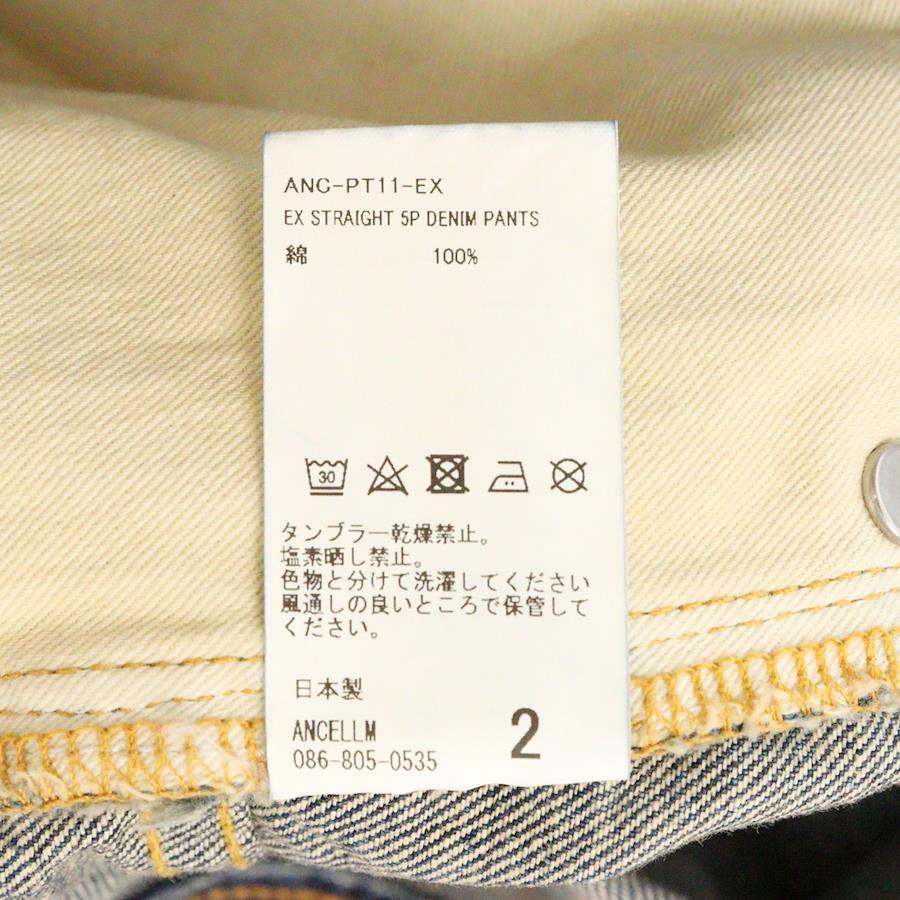 ANC-PT11-EX
EX STRAIGHT 5P DENIM PANTS
綿 100%
30
タンブラー乾燥禁止。
塩素晒し禁止。
色物と分けて洗濯してください
風通しの良いところで保管して
ください。
日本製
ANCELLM
086-805-0535
2